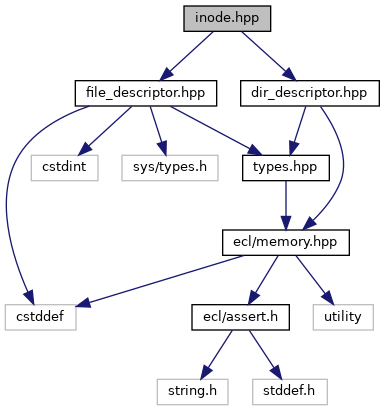 inode.hpp
file_descriptor.hpp
dir_descriptor.hpp
cstdint
sys/types.h
types.hpp
ecl/memory.hpp
cstddef
ecl/assert.h
utility
string.h
stddef.h